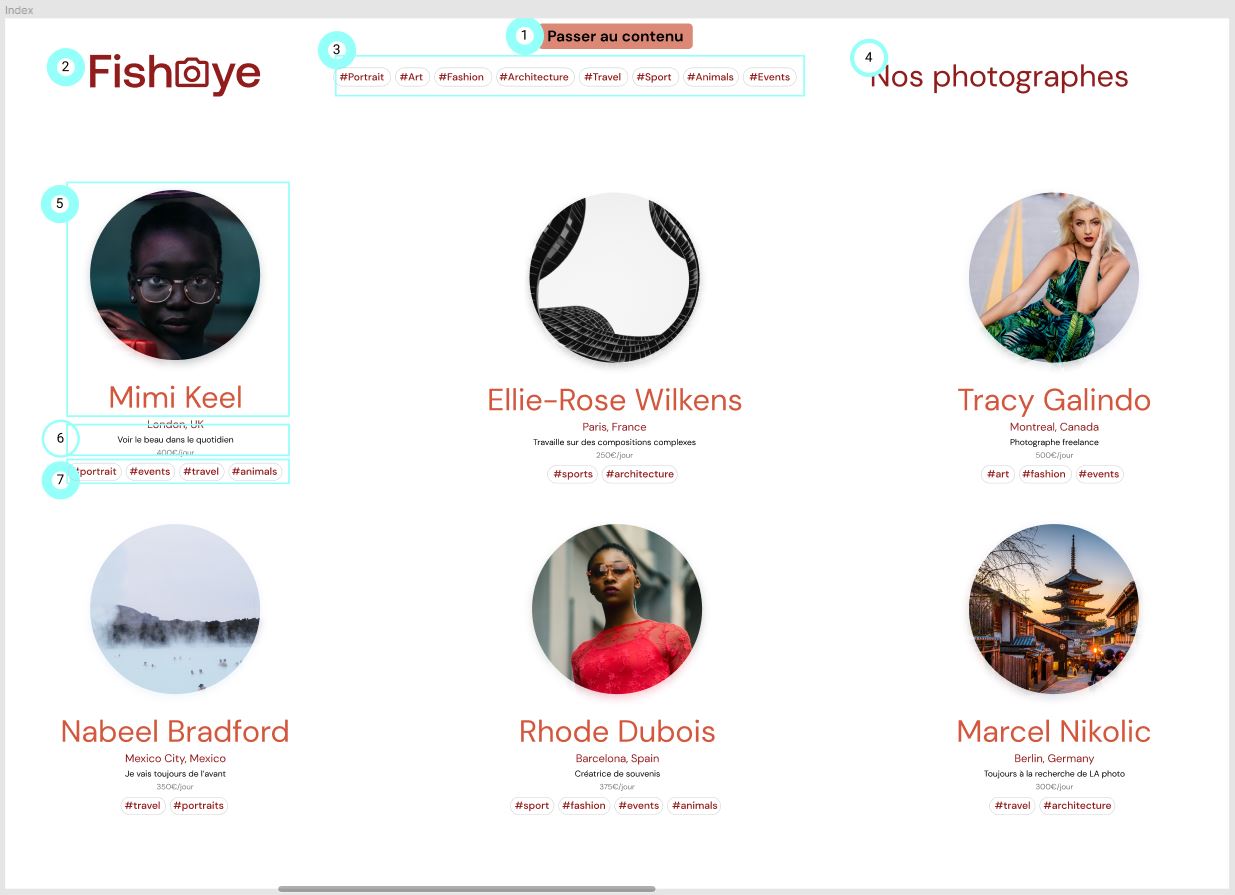 Index
1 Passer au contenu
2 Fisheye
3 #Portrait #Art #Fashion #Architecture #Travel #Sport #Animals #Events
4 Nos photographes
5
Mimi Keel
London, UK
6 Voir le beau dans le quotidien
400€/jour
7 #portrait #events #travel #animals
Ellie-Rose Wilkens
Paris, France
Travaille sur des compositions complexes
250€/jour
#sports #architecture
Tracy Galindo
Montreal, Canada
Photographe freelance
500€/jour
#art #fashion #events
Nabeel Bradford
Mexico City, Mexico
Je vais toujours de l'avant
350€/jour
#travel #portraits
Rhode Dubois
Barcelona, Spain
Créatrice de souvenis
375€/jour
#sport #fashion #events #animals
Marcel Nikolic
Berlin, Germany
Toujours à la recherche de LA photo
300€/jour
#travel #architecture